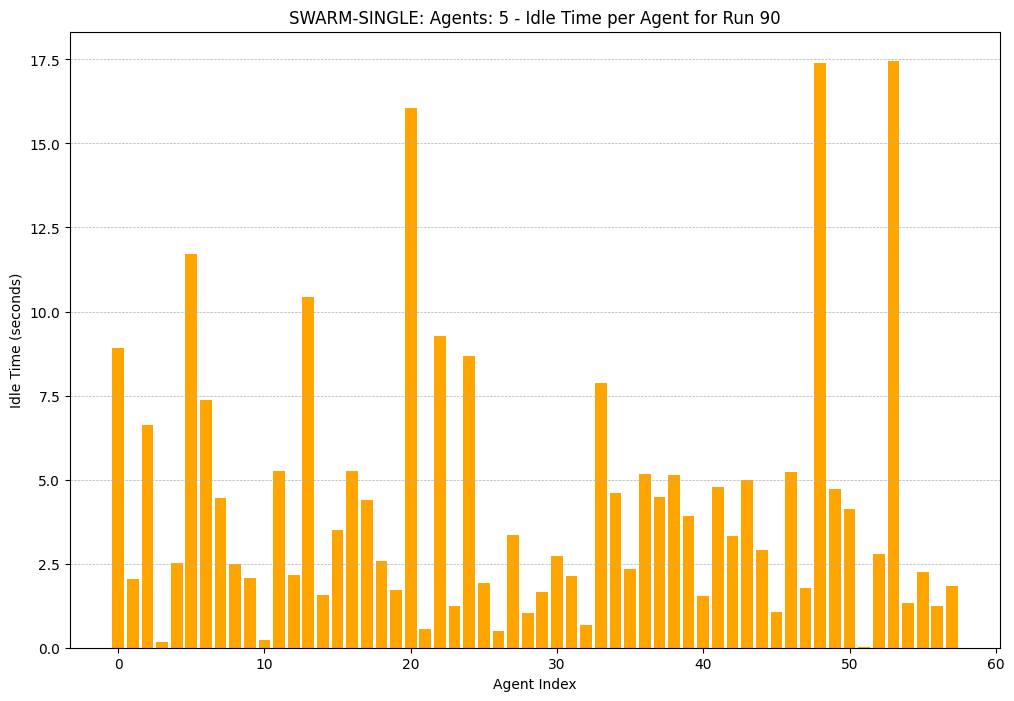 SWARM-SINGLE: Agents: 5 - Idle Time per Agent for Run 90
17.5
15.0
12.5
10.0
7.5
5.0
2.5
0.0
Idle Time (seconds)
0 10 20 30 40 50 60
Agent Index